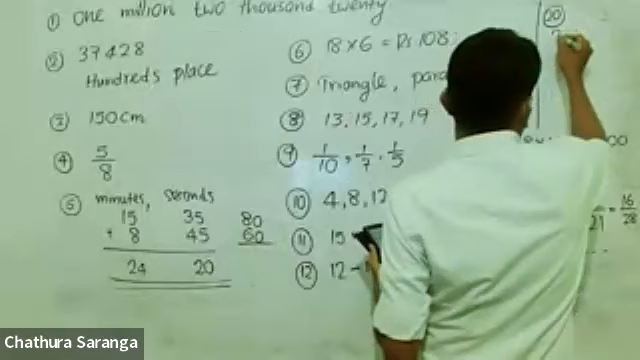 ① One million two thousand twenty
② 37428
Hundreds place
③ 150cm
④ 5/8
⑤ minutes, seconds
15 35 80
+ 8 45 60
24 20
⑥ 18 × 6 = Rs. 108
⑦ Triangle,
⑧ 13, 15, 17, 19
⑨ 1/10, 1/7, 1/5
⑩ 4, 8, 12
⑪ 15
⑫ 12 -
⑳
21 = 16/28
Chathura Saranga